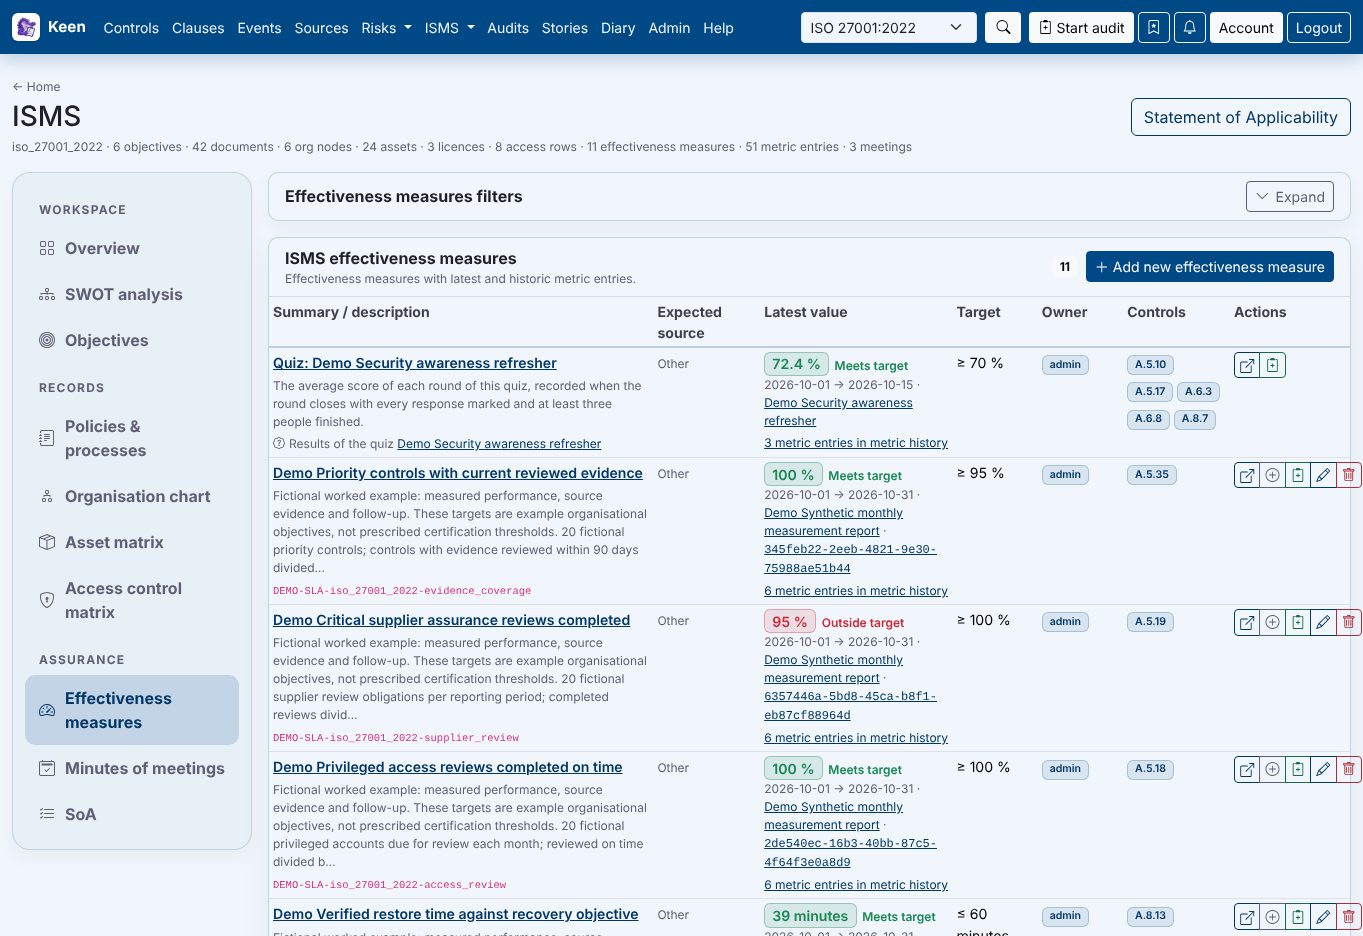 Keen Controls Clauses Events Sources Risks ISMS Audits Stories Diary Admin Help ISO 27001:2022 Start audit Account Logout
← Home
ISMS
Statement of Applicability
iso_27001_2022 · 6 objectives · 42 documents · 6 org nodes · 24 assets · 3 licences · 8 access rows · 11 effectiveness measures · 51 metric entries · 3 meetings
WORKSPACE
Overview
SWOT analysis
Objectives
RECORDS
Policies &
processes
Organisation chart
Asset matrix
Access control
matrix
ASSURANCE
Effectiveness
measures
Minutes of meetings
SoA
Effectiveness measures filters
Expand
ISMS effectiveness measures
Effectiveness measures with latest and historic metric entries.
11
+ Add new effectiveness measure
Summary / description
Expected
source
Latest value
Target
Owner
Controls
Actions
Quiz: Demo Security awareness refresher
The average score of each round of this quiz, recorded when the
round closes with every response marked and at least three
people finished.
Results of the quiz Demo Security awareness refresher
Other
72.4 % Meets target
2026-10-01 → 2026-10-15 ·
Demo Security awareness
refresher
3 metric entries in metric history
≥ 70 %
admin
A.5.10
A.5.17 A.6.3
A.6.8 A.8.7
Demo Priority controls with current reviewed evidence
Fictional worked example: measured performance, source
evidence and follow-up. These targets are example organisational
objectives, not prescribed certification thresholds. 20 fictional
priority controls; controls with evidence reviewed within 90 days
divided…
DEMO-SLA-iso_27001_2022-evidence_coverage
Other
100 % Meets target
2026-10-01 → 2026-10-31 ·
Demo Synthetic monthly
measurement report ·
345feb22-2eeb-4821-9e30-
75988ae51b44
6 metric entries in metric history
≥ 95 %
admin
A.5.35
Demo Critical supplier assurance reviews completed
Fictional worked example: measured performance, source
evidence and follow-up. These targets are example organisational
objectives, not prescribed certification thresholds. 20 fictional
supplier review obligations per reporting period; completed
reviews divid…
DEMO-SLA-iso_27001_2022-supplier_review
Other
95 % Outside target
2026-10-01 → 2026-10-31 ·
Demo Synthetic monthly
measurement report ·
6357446a-5bd8-45ca-b8f1-
eb87cf88964d
6 metric entries in metric history
≥ 100 %
admin
A.5.19
Demo Privileged access reviews completed on time
Fictional worked example: measured performance, source
evidence and follow-up. These targets are example organisational
objectives, not prescribed certification thresholds. 20 fictional
privileged accounts due for review each month; reviewed on time
divided b…
DEMO-SLA-iso_27001_2022-access_review
Other
100 % Meets target
2026-10-01 → 2026-10-31 ·
Demo Synthetic monthly
measurement report ·
2de540ec-16b3-40bb-87c5-
4f64f3e0a8d9
6 metric entries in metric history
≥ 100 %
admin
A.5.18
Demo Verified restore time against recovery objective
Other
39 minutes Meets target
≤ 60
minutes
admin
A.8.13